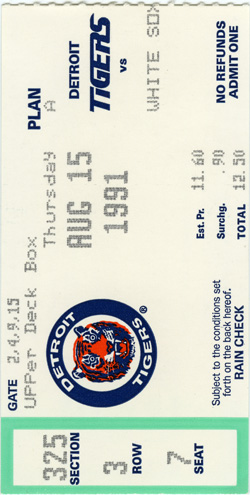 PLAN
A
DETROIT
TIGERS
vs
WHITE SOX
NO REFUNDS
ADMIT ONE
GATE 2,4,9,15
UPPer Deck Box
Thursday
AUG 15
1991
Est. Pr. 11.60
Surchg. .90
Total 12.50
DETROIT TIGERS ®
Subject to the conditions set
forth on the back hereof.
RAIN CHECK
325
SECTION
3
ROW
7
SEAT